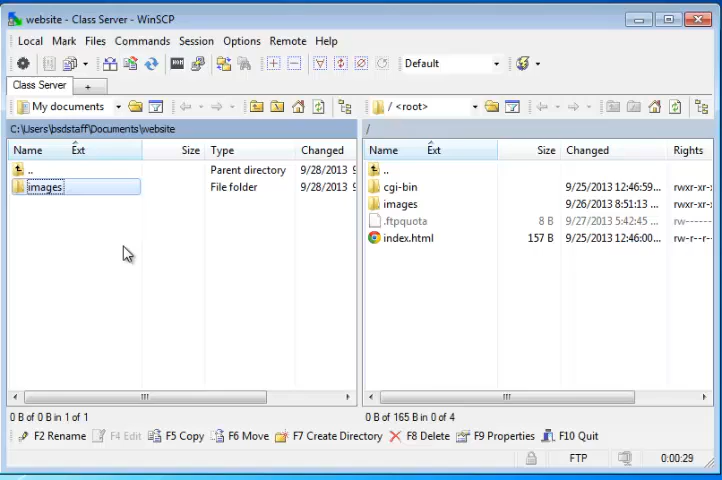 website - Class Server - WinSCP
Local Mark Files Commands Session Options Remote Help
Default
Class Server +
My documents / <root>
C:\Users\bsdstaff\Documents\website /
Name Ext Size Type Changed Name Ext Size Changed Rights
.. Parent directory 9/28/2013 ..
images File folder 9/28/2013 cgi-bin 9/25/2013 12:46:59... rwxr-xr-
images 9/26/2013 8:51:13 ... rwxr-xr-
.ftpquota 8 B 9/27/2013 5:42:45 ... rw-------
index.html 157 B 9/25/2013 12:46:00... rw-r--r--
0 B of 0 B in 1 of 1 0 B of 165 B in 0 of 4
F2 Rename F4 Edit F5 Copy F6 Move F7 Create Directory F8 Delete F9 Properties F10 Quit
FTP 0:00:29